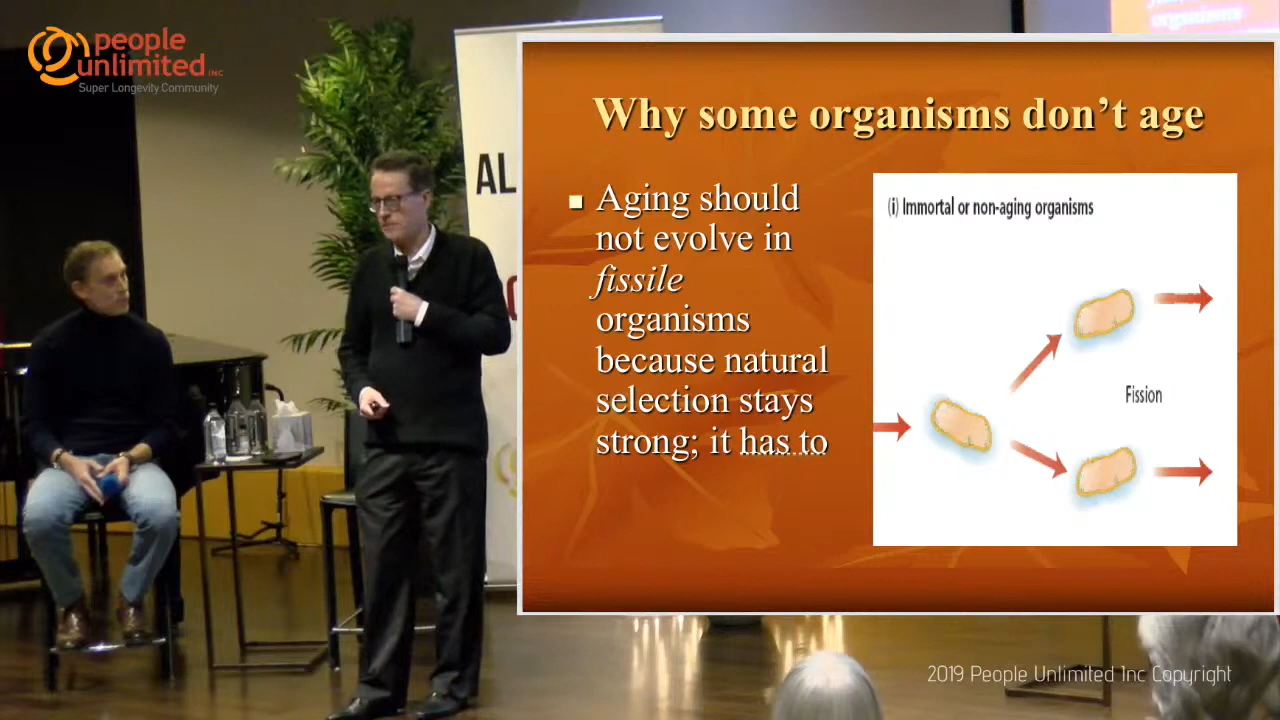 people
unlimited INC
Super Longevity Community
AL
organisms
Why some organisms don't age
Aging should
not evolve in
fissile
organisms
because natural
selection stays
strong; it has to
(i) Immortal or non-aging organisms
Fission
2019 People Unlimited Inc Copyright